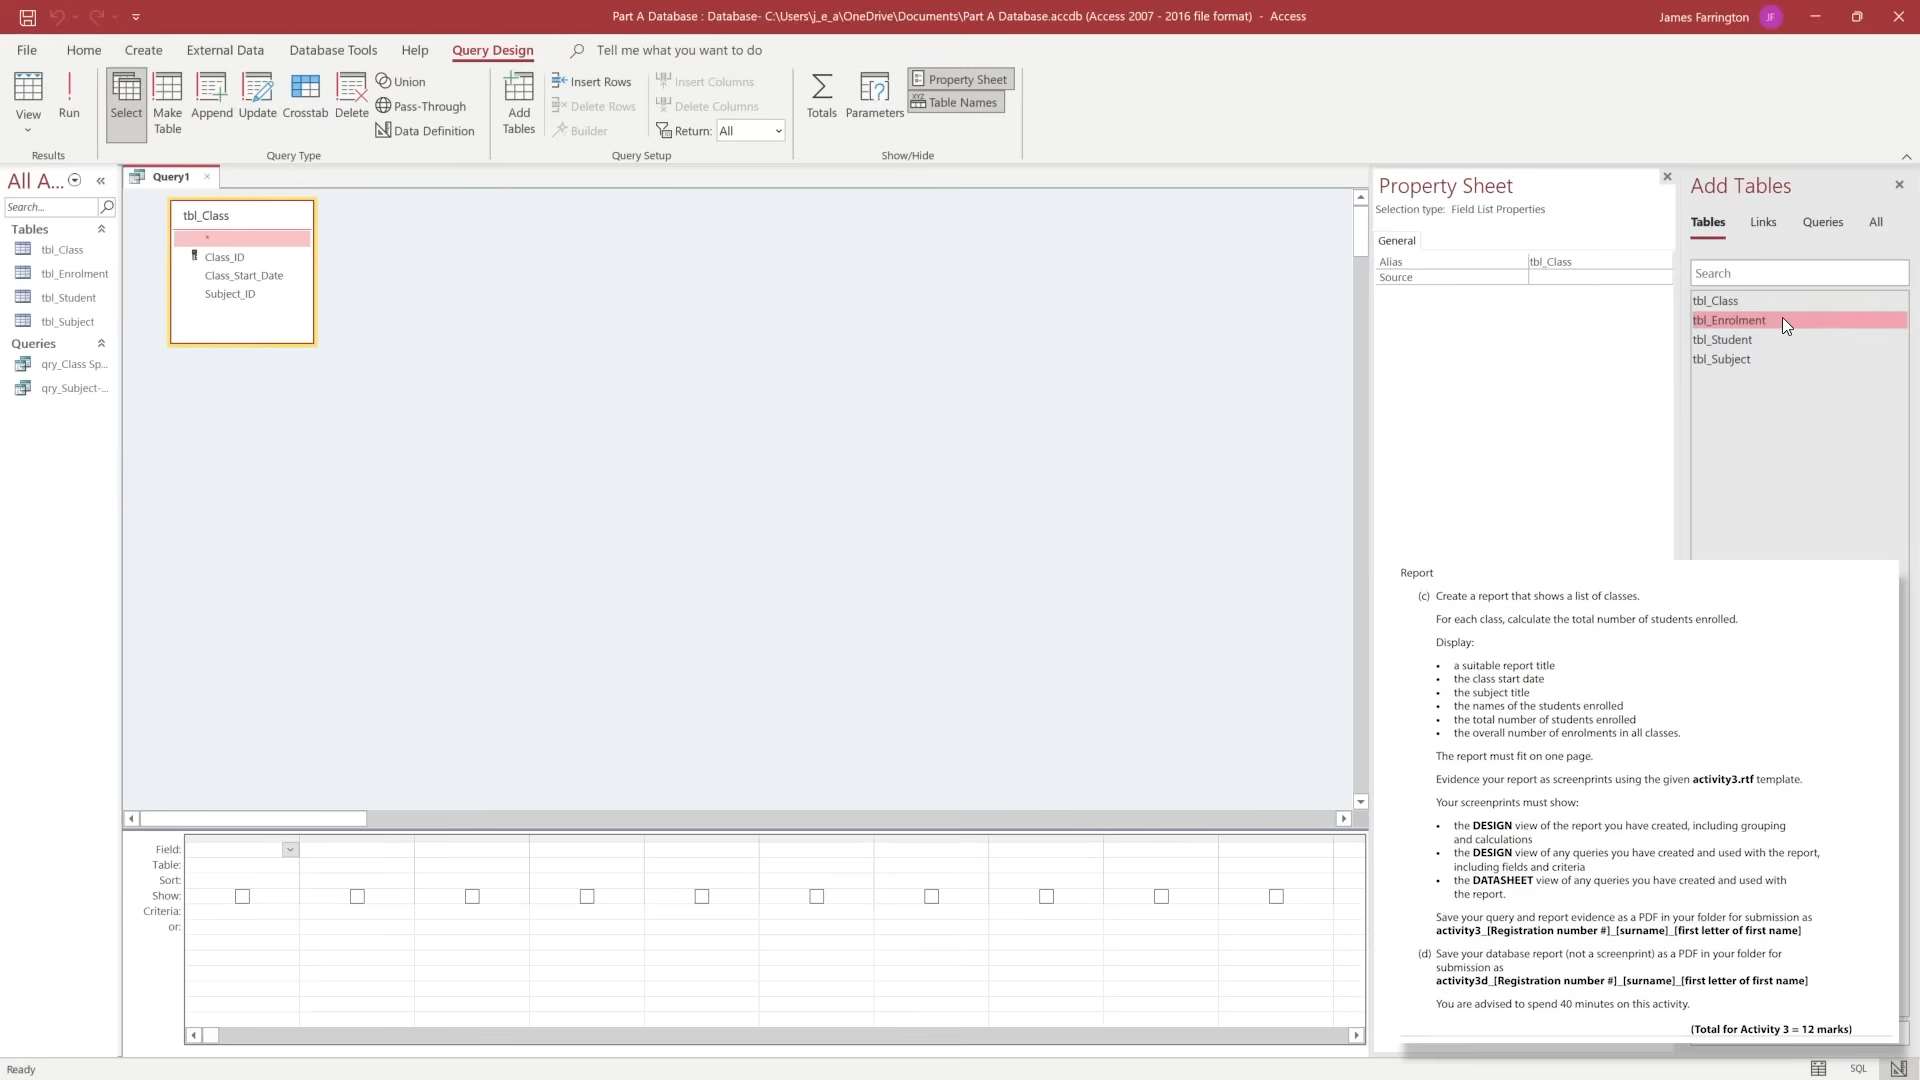 Part A Database : Database- C:\Users\j_e_a\OneDrive\Documents\Part A Database.accdb (Access 2007 - 2016 file format) - Access
James Farrington
JF
File Home Create External Data Database Tools Help Query Design Tell me what you want to do
View
Run
Select
Make Table
Append
Update
Crosstab
Delete
Union
Pass-Through
Data Definition
Add Tables
Insert Rows
Delete Rows
Builder
Insert Columns
Delete Columns
Return: All
Totals
Parameters
Property Sheet
Table Names
Results
Query Type
Query Setup
Show/Hide
All A...
Search...
Tables
tbl_Class
tbl_Enrolment
tbl_Student
tbl_Subject
Queries
qry_Class Sp...
qry_Subject-...
Query1
tbl_Class
*
Class_ID
Class_Start_Date
Subject_ID
Field:
Table:
Sort:
Show:
Criteria:
or:
Property Sheet
Selection type: Field List Properties
General
Alias tbl_Class
Source
Add Tables
Tables Links Queries All
Search
tbl_Class
tbl_Enrolment
tbl_Student
tbl_Subject
Report
(c) Create a report that shows a list of classes.
For each class, calculate the total number of students enrolled.
Display:
• a suitable report title
• the class start date
• the subject title
• the names of the students enrolled
• the total number of students enrolled
• the overall number of enrolments in all classes.
The report must fit on one page.
Evidence your report as screenprints using the given activity3.rtf template.
Your screenprints must show:
• the DESIGN view of the report you have created, including grouping
and calculations
• the DESIGN view of any queries you have created and used with the report,
including fields and criteria
• the DATASHEET view of any queries you have created and used with
the report.
Save your query and report evidence as a PDF in your folder for submission as
activity3_[Registration number #]_[surname]_[first letter of first name]
(d) Save your database report (not a screenprint) as a PDF in your folder for
submission as
activity3d_[Registration number #]_[surname]_[first letter of first name]
You are advised to spend 40 minutes on this activity.
(Total for Activity 3 = 12 marks)
Ready
SQL